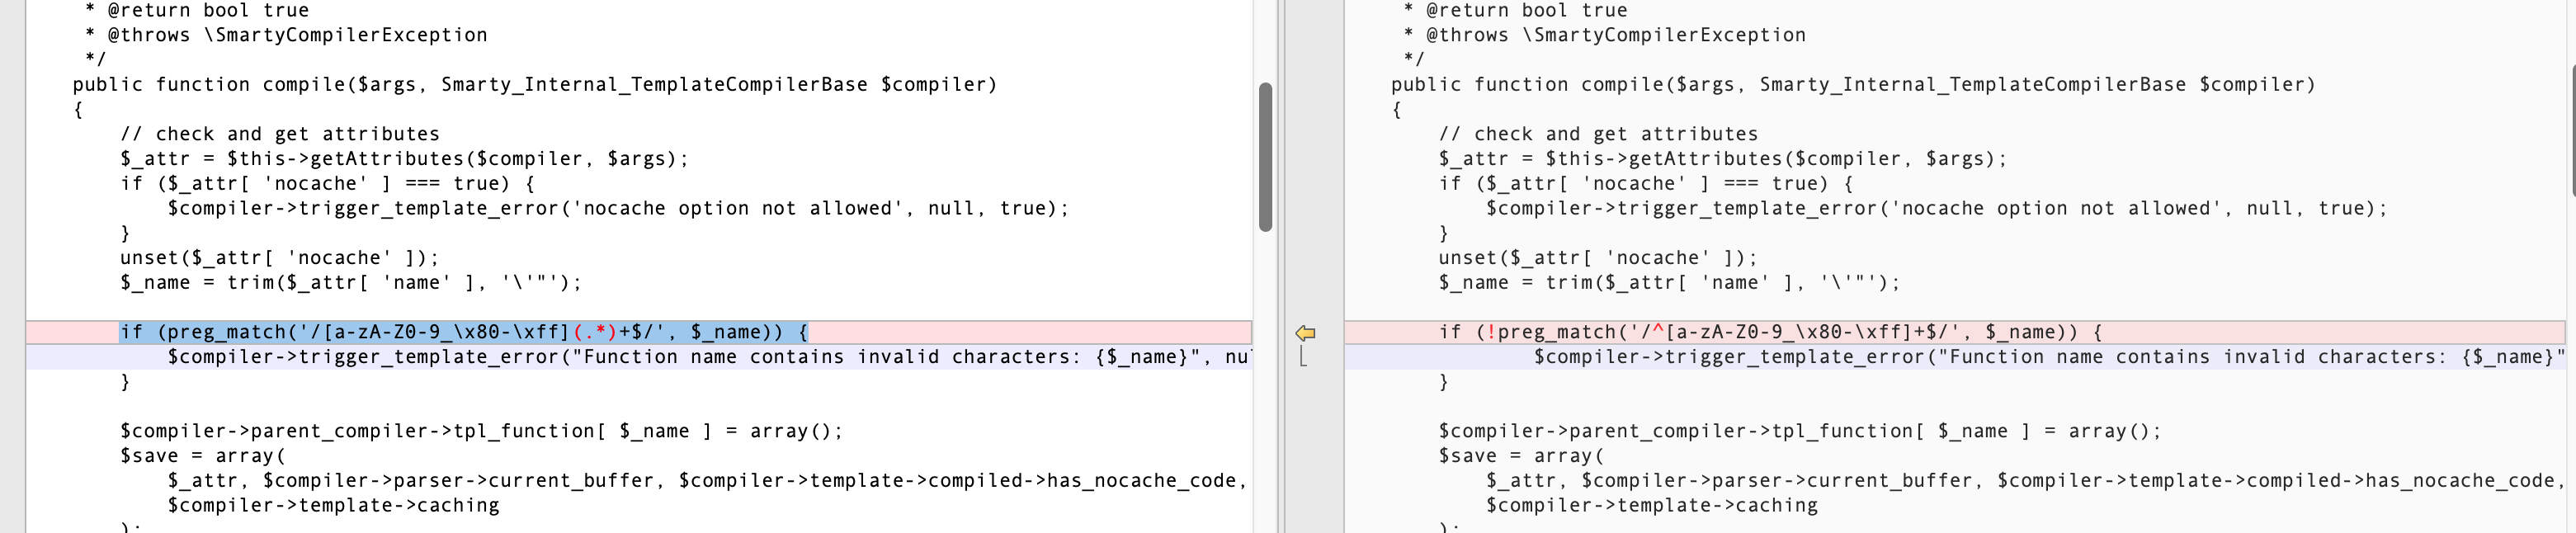 * @return bool true
* @throws \SmartyCompilerException
*/
public function compile($args, Smarty_Internal_TemplateCompilerBase $compiler)
{
// check and get attributes
$_attr = $this->getAttributes($compiler, $args);
if ($_attr[ 'nocache' ] === true) {
$compiler->trigger_template_error('nocache option not allowed', null, true);
}
unset($_attr[ 'nocache' ]);
$_name = trim($_attr[ 'name' ], '\'"');
if (preg_match('/[a-zA-Z0-9_\x80-\xff](.*)+$/', $_name)) {
$compiler->trigger_template_error("Function name contains invalid characters: {$_name}", nu
}
$compiler->parent_compiler->tpl_function[ $_name ] = array();
$save = array(
$_attr, $compiler->parser->current_buffer, $compiler->template->compiled->has_nocache_code,
$compiler->template->caching
);
* @return bool true
* @throws \SmartyCompilerException
*/
public function compile($args, Smarty_Internal_TemplateCompilerBase $compiler)
{
// check and get attributes
$_attr = $this->getAttributes($compiler, $args);
if ($_attr[ 'nocache' ] === true) {
$compiler->trigger_template_error('nocache option not allowed', null, true);
}
unset($_attr[ 'nocache' ]);
$_name = trim($_attr[ 'name' ], '\'"');
if (!preg_match('/^[a-zA-Z0-9_\x80-\xff]+$/', $_name)) {
$compiler->trigger_template_error("Function name contains invalid characters: {$_name}"
}
$compiler->parent_compiler->tpl_function[ $_name ] = array();
$save = array(
$_attr, $compiler->parser->current_buffer, $compiler->template->compiled->has_nocache_code,
$compiler->template->caching
);